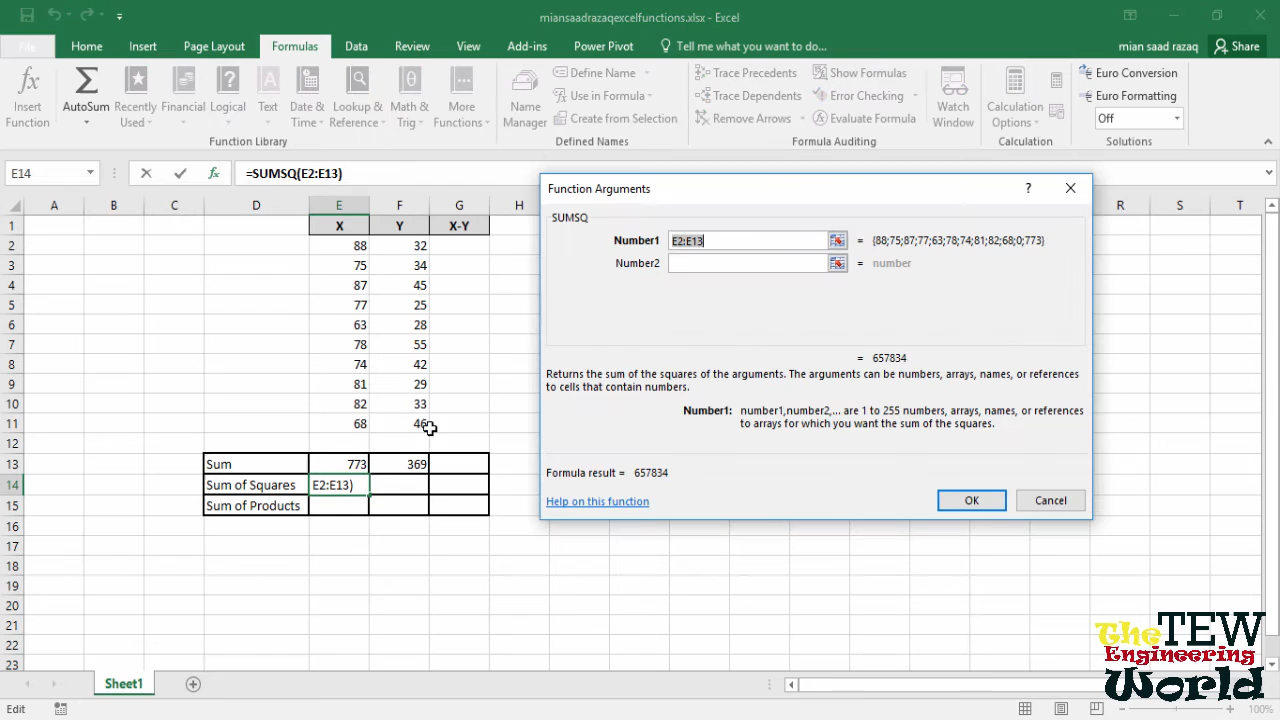 miansaadrazaqexcelfunctions.xlsx - Excel
File Home Insert Page Layout Formulas Data Review View Add-ins Power Pivot Tell me what you want to do... mian saad razaq Share
Insert Function
AutoSum
Recently Used
Financial
Logical
Text
Date & Time
Lookup & Reference
Math & Trig
More Functions
Function Library
Name Manager
Define Name
Use in Formula
Create from Selection
Defined Names
Trace Precedents
Trace Dependents
Remove Arrows
Show Formulas
Error Checking
Evaluate Formula
Formula Auditing
Watch Window
Calculation Options
Calculation
Euro Conversion
Euro Formatting
Off
Solutions
E14 fx =SUMSQ(E2:E13)
A B C D E F G H R S T
1 X Y X-Y
2 88 32
3 75 34
4 87 45
5 77 25
6 63 28
7 78 55
8 74 42
9 81 29
10 82 33
11 68 46
12
13 Sum 773 369
14 Sum of Squares E2:E13)
15 Sum of Products
16
17
18
19
20
21
22
23
Function Arguments ?
SUMSQ
Number1 E2:E13 = {88;75;87;77;63;78;74;81;82;68;0;773}
Number2 = number
= 657834
Returns the sum of the squares of the arguments. The arguments can be numbers, arrays, names, or references
to cells that contain numbers.
Number1: number1,number2,... are 1 to 255 numbers, arrays, names, or references
to arrays for which you want the sum of the squares.
Formula result = 657834
Help on this function OK Cancel
The TEW
Engineering
World
Sheet1
Edit 100%